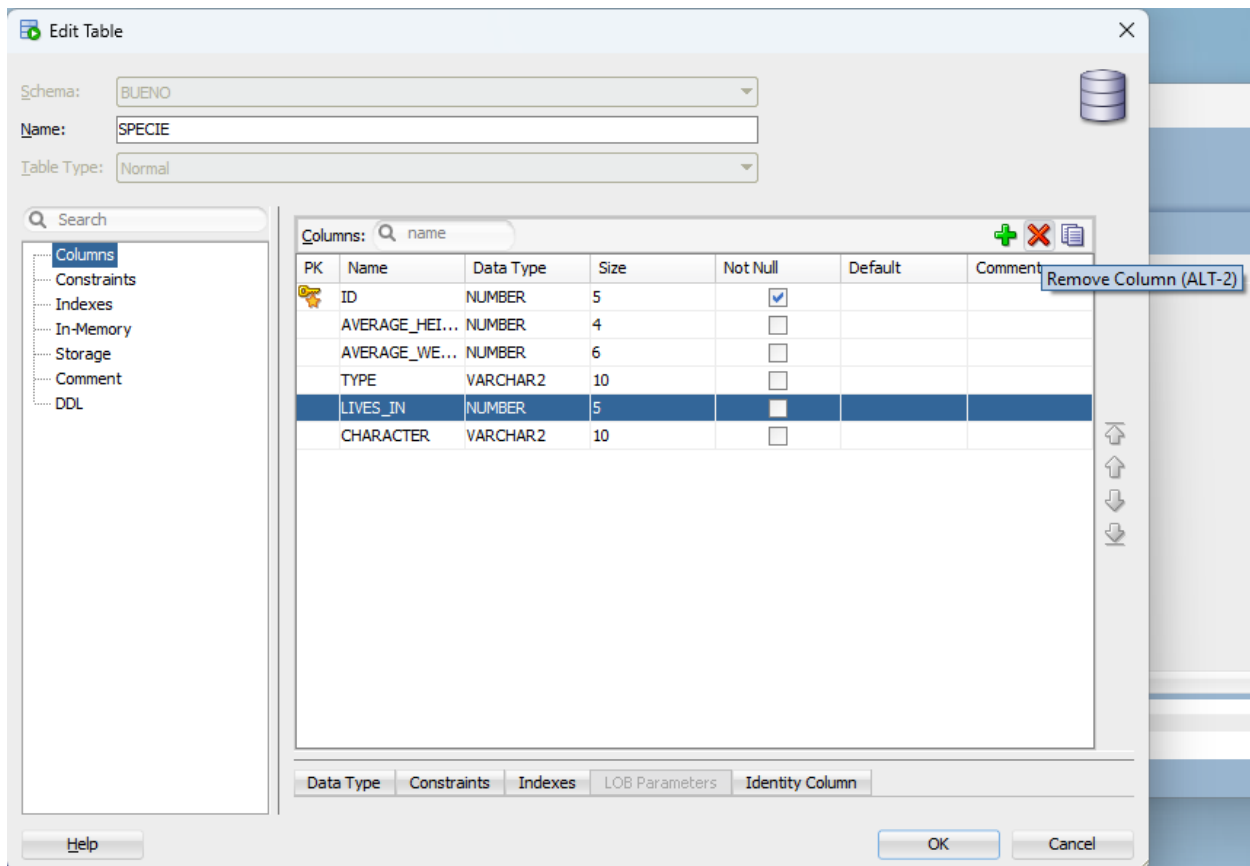 Edit Table
Schema: BUENO
Name: SPECIE
Table Type: Normal
Search
Columns
Constraints
Indexes
In-Memory
Storage
Comment
DDL
Columns: name
PK Name Data Type Size Not Null Default Comment
Remove Column (ALT-2)
ID NUMBER 5
AVERAGE_HEI... NUMBER 4
AVERAGE_WE... NUMBER 6
TYPE VARCHAR2 10
LIVES_IN NUMBER 5
CHARACTER VARCHAR2 10
Data Type Constraints Indexes LOB Parameters Identity Column
Help OK Cancel